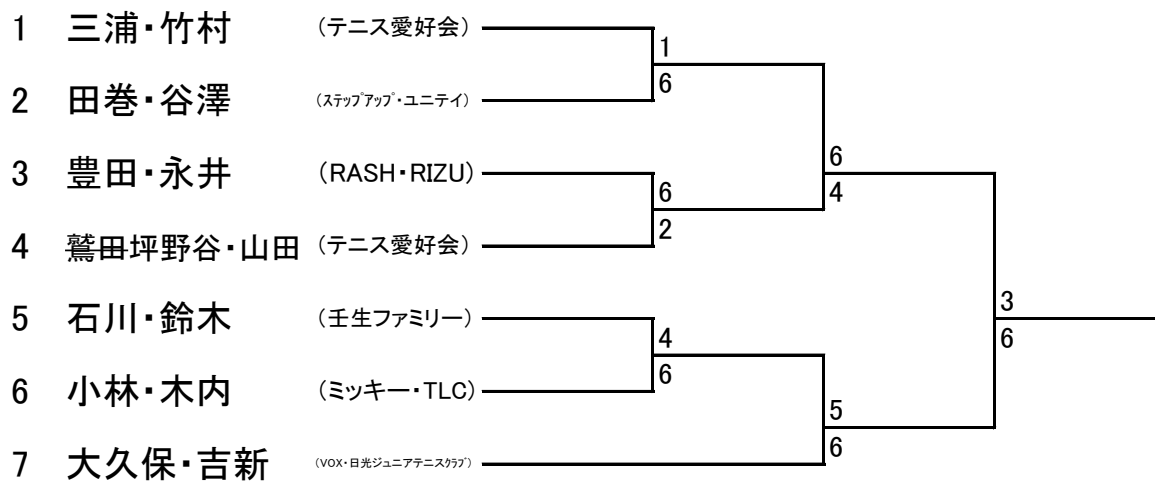 1 三浦・竹村 （テニス愛好会）
1
6
2 田巻・谷澤 （ｽﾃｯﾌﾟｱｯﾌﾟ・ユニテイ）
6
4
3 豊田・永井 （RASH・RIZU）
6
2
4 鷲田坪野谷・山田 （テニス愛好会）
3
6
5 石川・鈴木 （壬生ファミリー）
4
6
6 小林・木内 （ミッキー・TLC）
5
6
7 大久保・吉新 （VOX・日光ジュニアテニスｸﾗﾌﾞ）